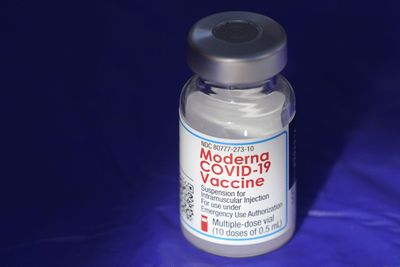 NDC 80777-273-10
Moderna
COVID-19
Vaccine
Suspension for
Intramuscular Injection
For use under
Emergency Use Authorization
Multiple-dose vial
(10 doses of 0.5 mL)